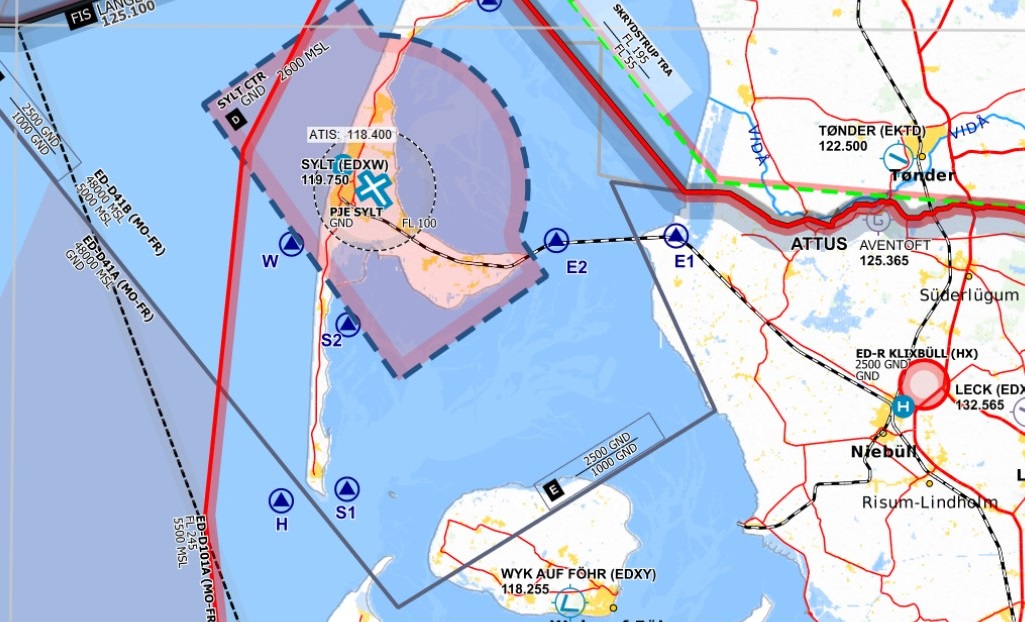 FIS LANGEN
125.100
2500 GND
1000 GND
ED-D41B (MO-FR)
48000 MSL
5000 MSL
ED-D41A (MO-FR)
48000 MSL
GND
SYLT CTR
GND
2600 MSL
D
ATIS: 118.400
SYLT (EDXW)
119.750
PJE SYLT
GND
FL 100
W
S2
E2
E1
H
S1
SKRYDSTRUP TRA
FL 195
FL 55
VIDÅ
TØNDER (EKTD)
122.500
VIDÅ
Tønder
G
ATTUS
AVENTOFT
125.365
Süderlügum
ED-R KLIXBÜLL (HX)
2500 GND
GND
LECK (EDX
132.565
H
Niebüll
Risum-Lindholm
L
2500 GND
1000 GND
E
WYK AUF FÖHR (EDXY)
118.255
ED-D101A (MO-FR
FL 245
5500 MSL